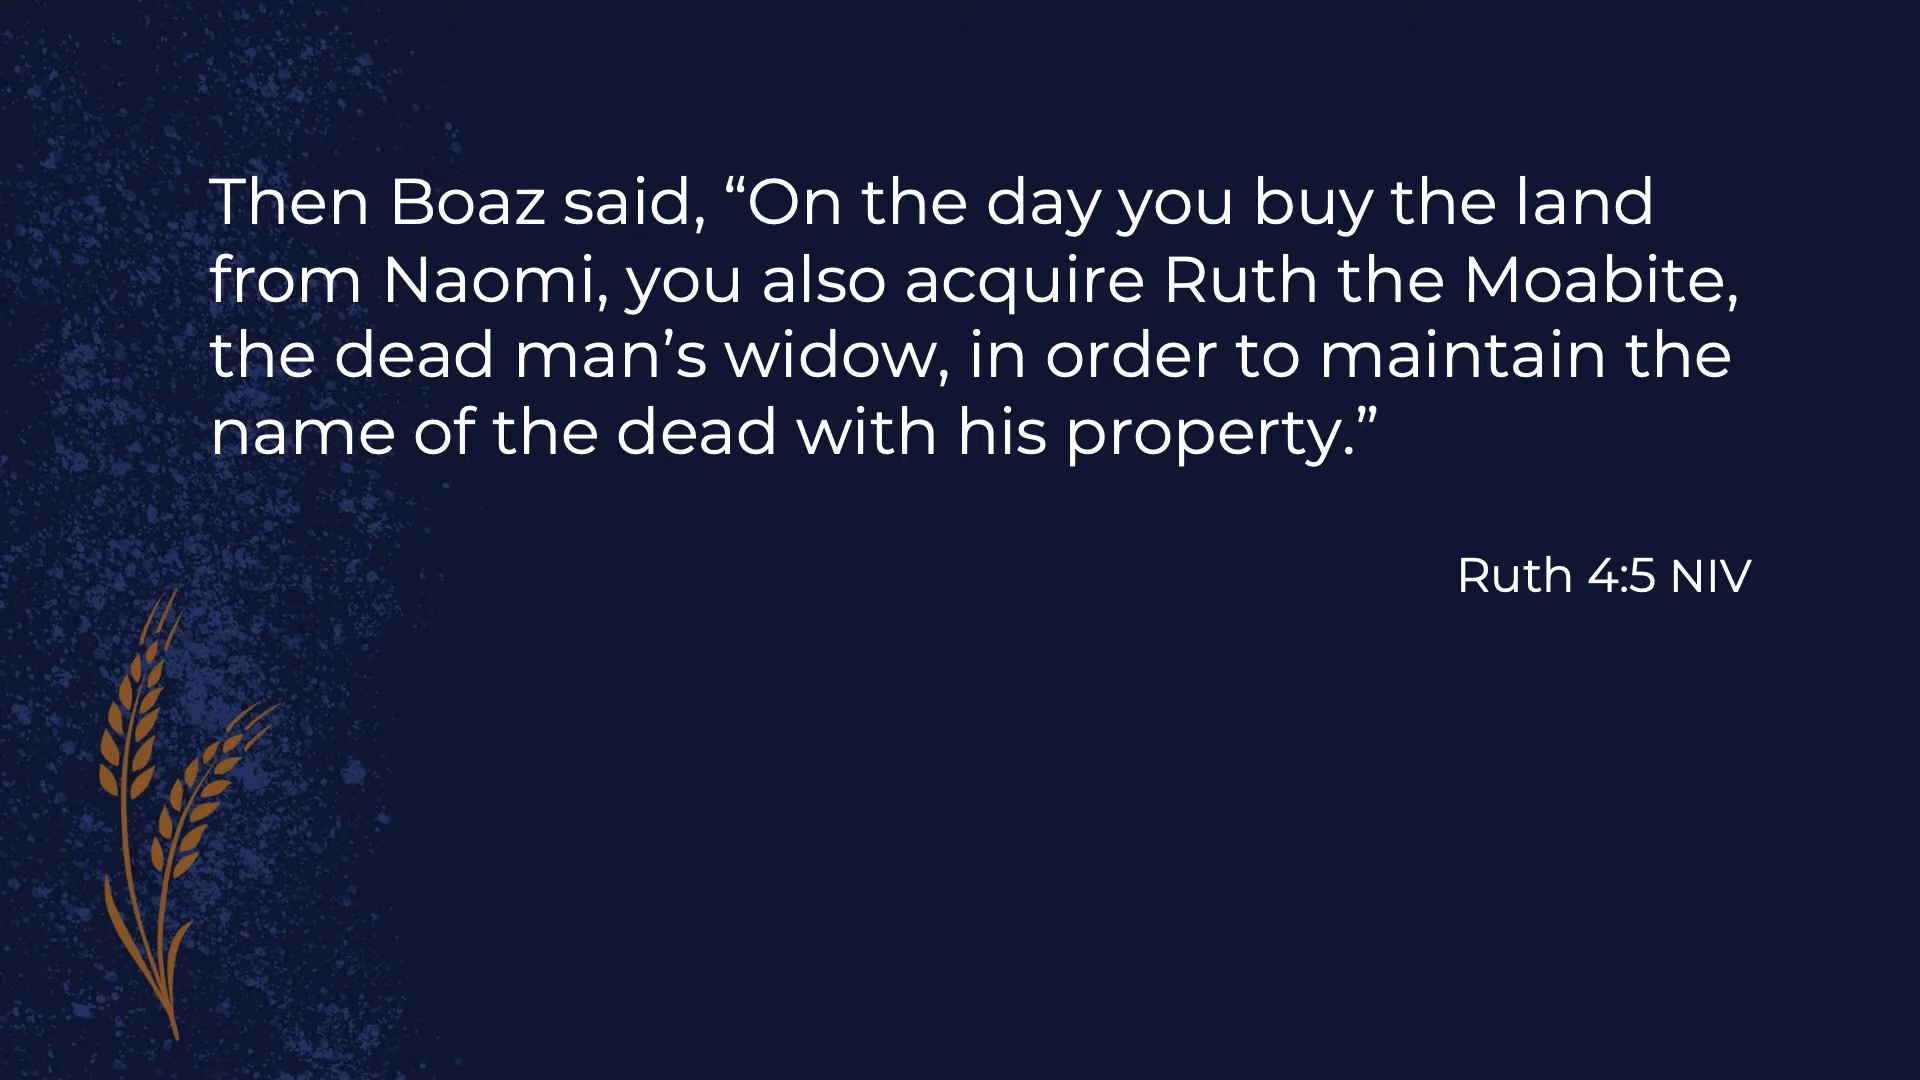 Then Boaz said, “On the day you buy the land
from Naomi, you also acquire Ruth the Moabite,
the dead man’s widow, in order to maintain the
name of the dead with his property.”
Ruth 4:5 NIV